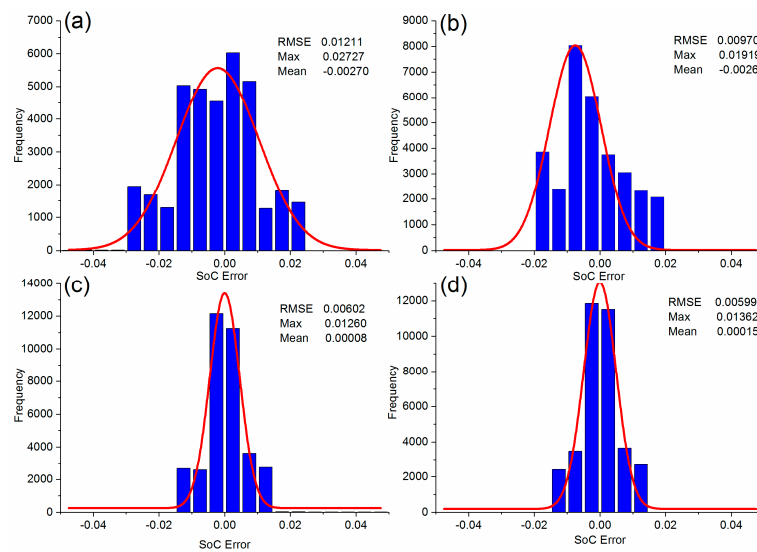 (a)
RMSE 0.01211
Max 0.02727
Mean -0.00270
7000
6000
5000
4000
3000
2000
1000
0
Frequency
-0.04 -0.02 0.00 0.02 0.04
SoC Error
(b)
RMSE 0.00970
Max 0.01919
Mean -0.0026
9000
8000
7000
6000
5000
4000
3000
2000
1000
0
Frequency
-0.04 -0.02 0.00 0.02 0.04
SoC Error
(c)
RMSE 0.00602
Max 0.01260
Mean 0.00008
14000
12000
10000
8000
6000
4000
2000
0
Frequency
-0.04 -0.02 0.00 0.02 0.04
SoC Error
(d)
RMSE 0.00599
Max 0.01362
Mean 0.00015
12000
10000
8000
6000
4000
2000
0
Frequency
-0.04 -0.02 0.00 0.02 0.04
SoC Error